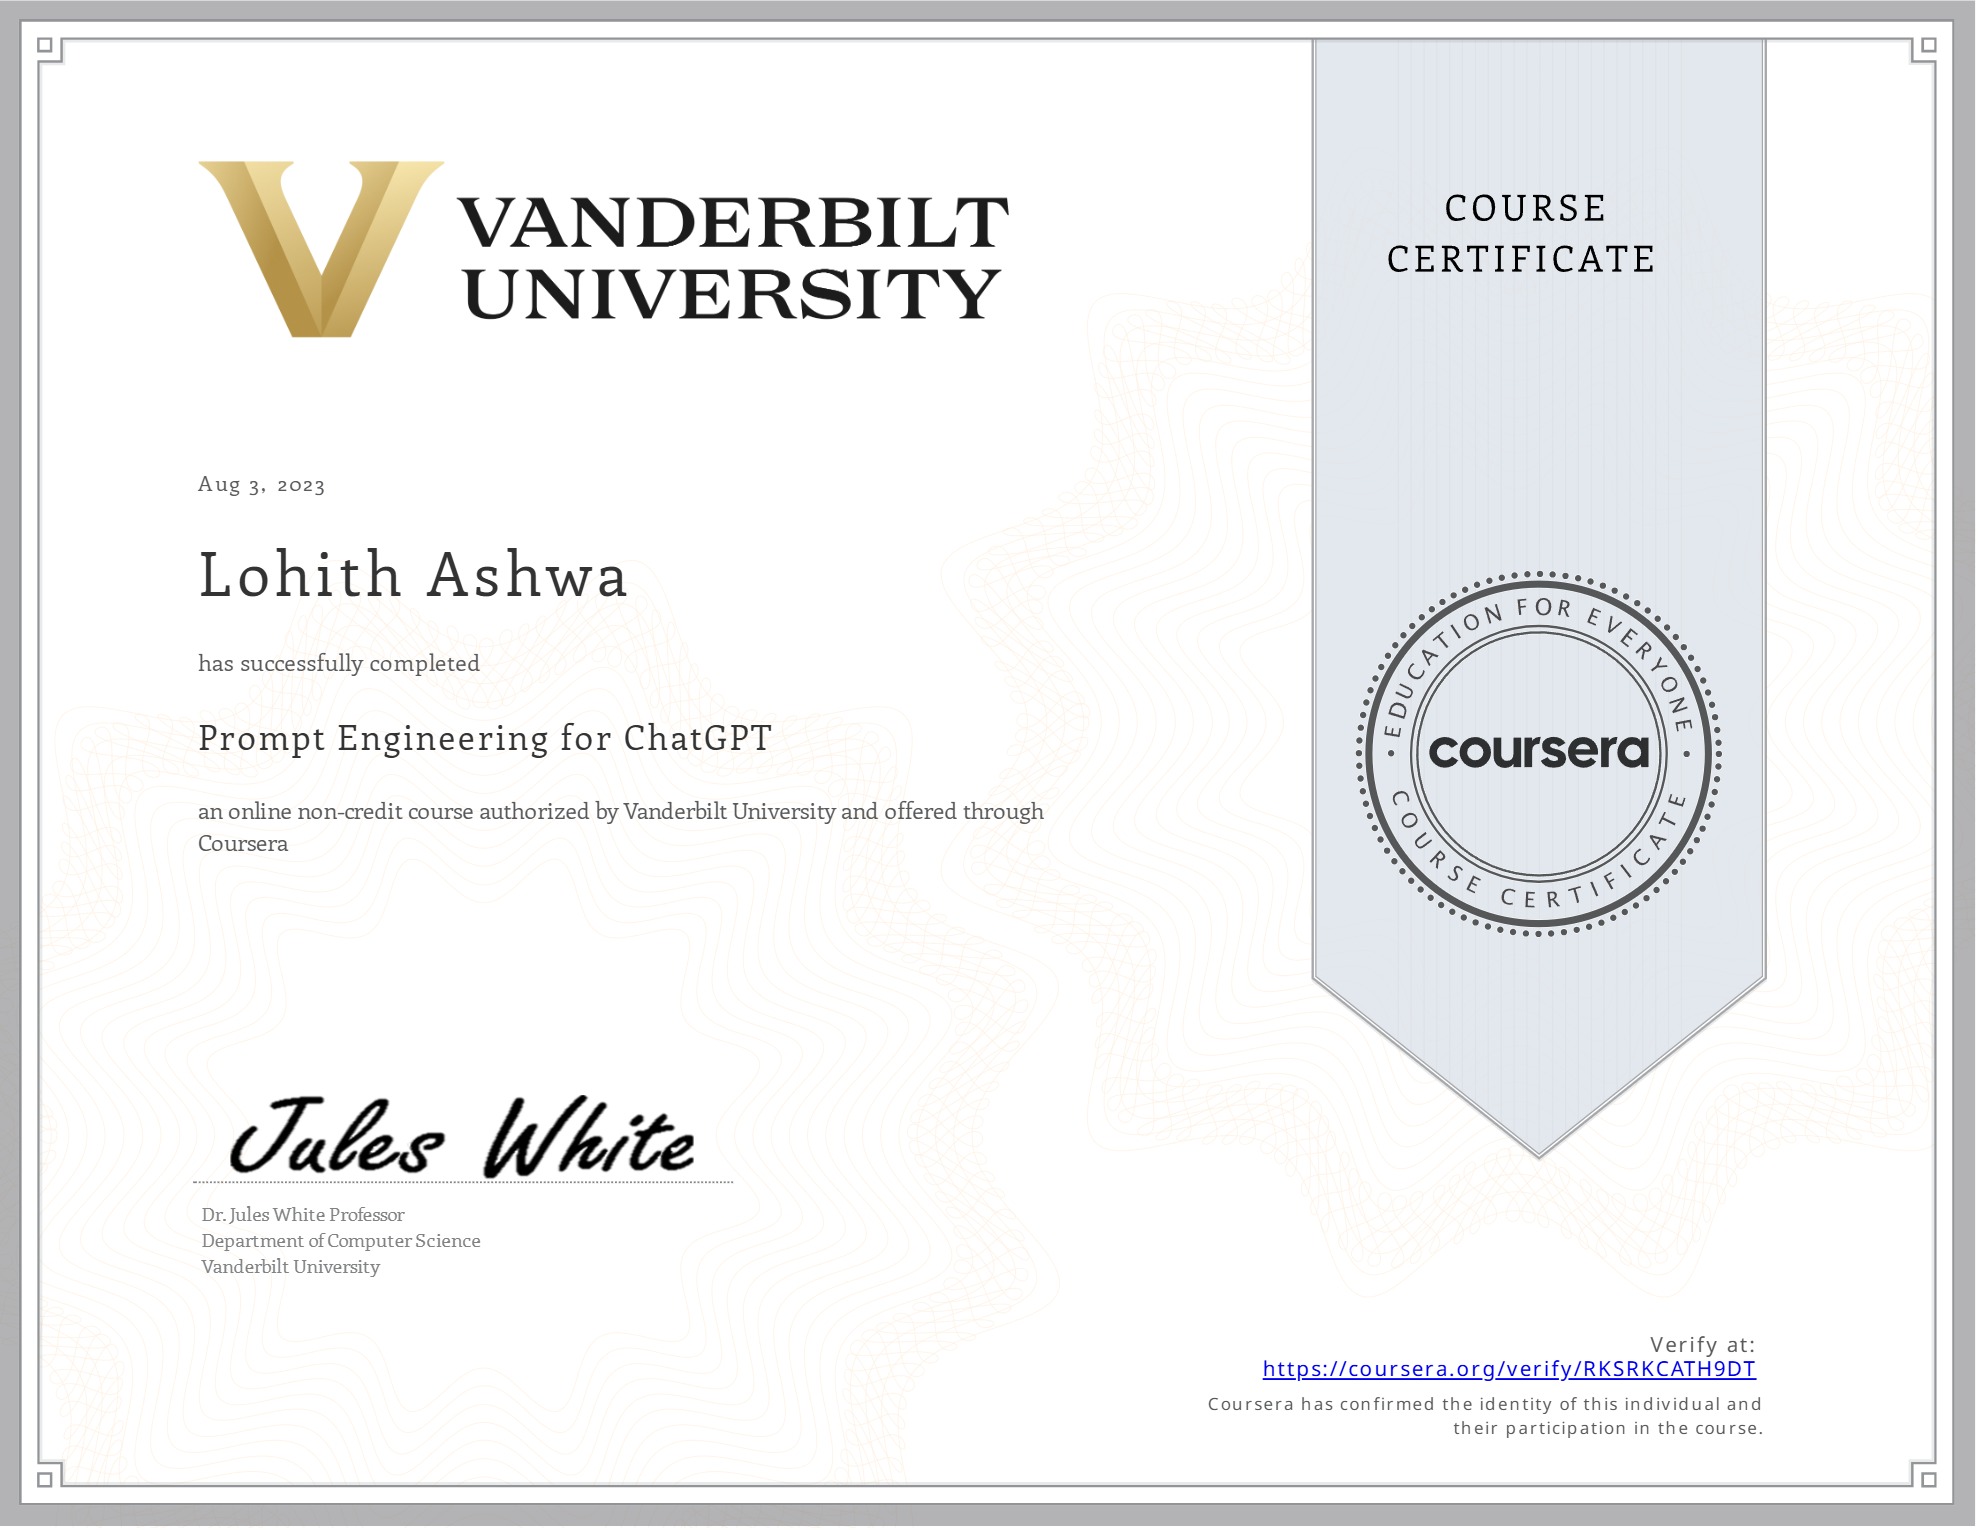 VANDERBILT
UNIVERSITY
COURSE
CERTIFICATE
Aug 3, 2023
Lohith Ashwa
has successfully completed
Prompt Engineering for ChatGPT
an online non-credit course authorized by Vanderbilt University and offered through
Coursera
EDUCATION FOR EVERYONE
coursera
COURSE CERTIFICATE
Jules White
Dr. Jules White Professor
Department of Computer Science
Vanderbilt University
Verify at:
https://coursera.org/verify/RKSRKCATH9DT
Coursera has confirmed the identity of this individual and
their participation in the course.